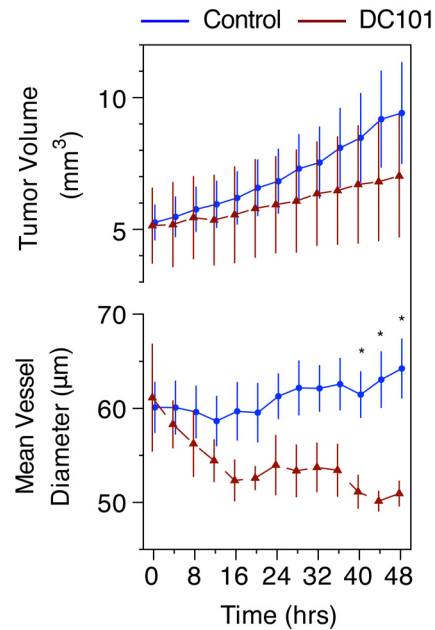 Control DC101
Tumor Volume
(mm³)
10
5
Mean Vessel
Diameter (µm)
70
60
50
* * *
0 8 16 24 32 40 48
Time (hrs)